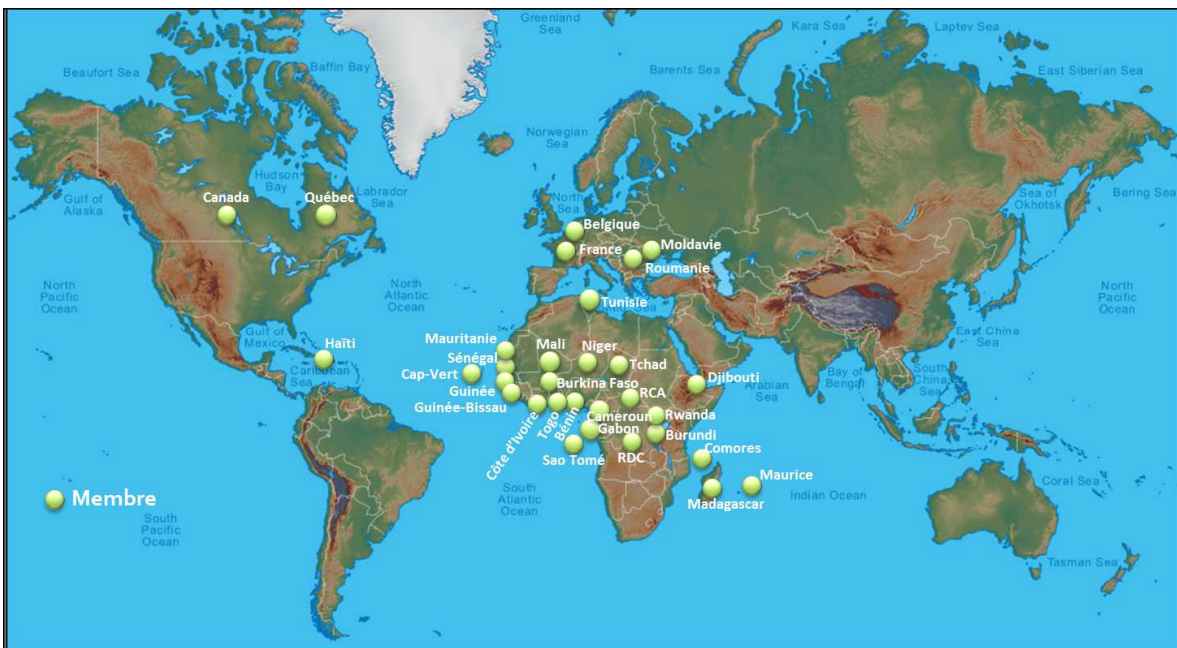 Greenland
Sea
Kara Sea
Laptev Sea
Beaufort Sea
Baffin Bay
Barents Sea
East Siberian Sea
Norwegian
Sea
Hudson
Bay
Labrador
Sea
Gulf of
Alaska
North
Sea
Sea of
Okhotsk
Bering Sea
Canada
Québec
Belgique
France
Moldavie
Roumanie
North
Pacific
Ocean
North
Atlantic
Ocean
Tunisie
North
Pacific
Ocean
Gulf of
Mexico
East China
Sea
Haïti
Caribbean
Sea
Mauritanie
Sénégal
Cap-Vert
Guinée
Guinée-Bissau
Mali
Niger
Tchad
Burkina Faso
RCA
Djibouti
Arabian
Sea
Bay of
Bengal
South
China
Sea
Côte d'Ivoire
Togo
Bénin
Cameroun
Gabon
Sao Tomé
RDC
Rwanda
Burundi
Comores
Maurice
Madagascar
Indian Ocean
South
Atlantic
Ocean
Coral Sea
Membre
South
Pacific
Ocean
Tasman Sea